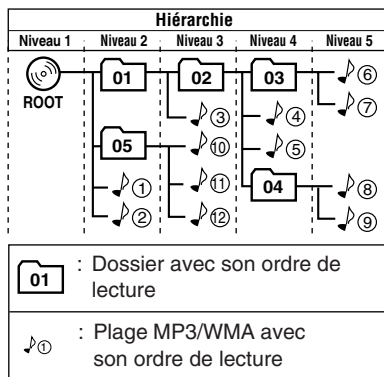 Hiérarchie
Niveau 1 Niveau 2 Niveau 3 Niveau 4 Niveau 5
01 02 03 ⑥
ROOT
③ ④ ⑦
05 ⑩ ⑤
① ⑪ 04 ⑧
② ⑫ ⑨
01 : Dossier avec son ordre de
lecture
① : Plage MP3/WMA avec
son ordre de lecture